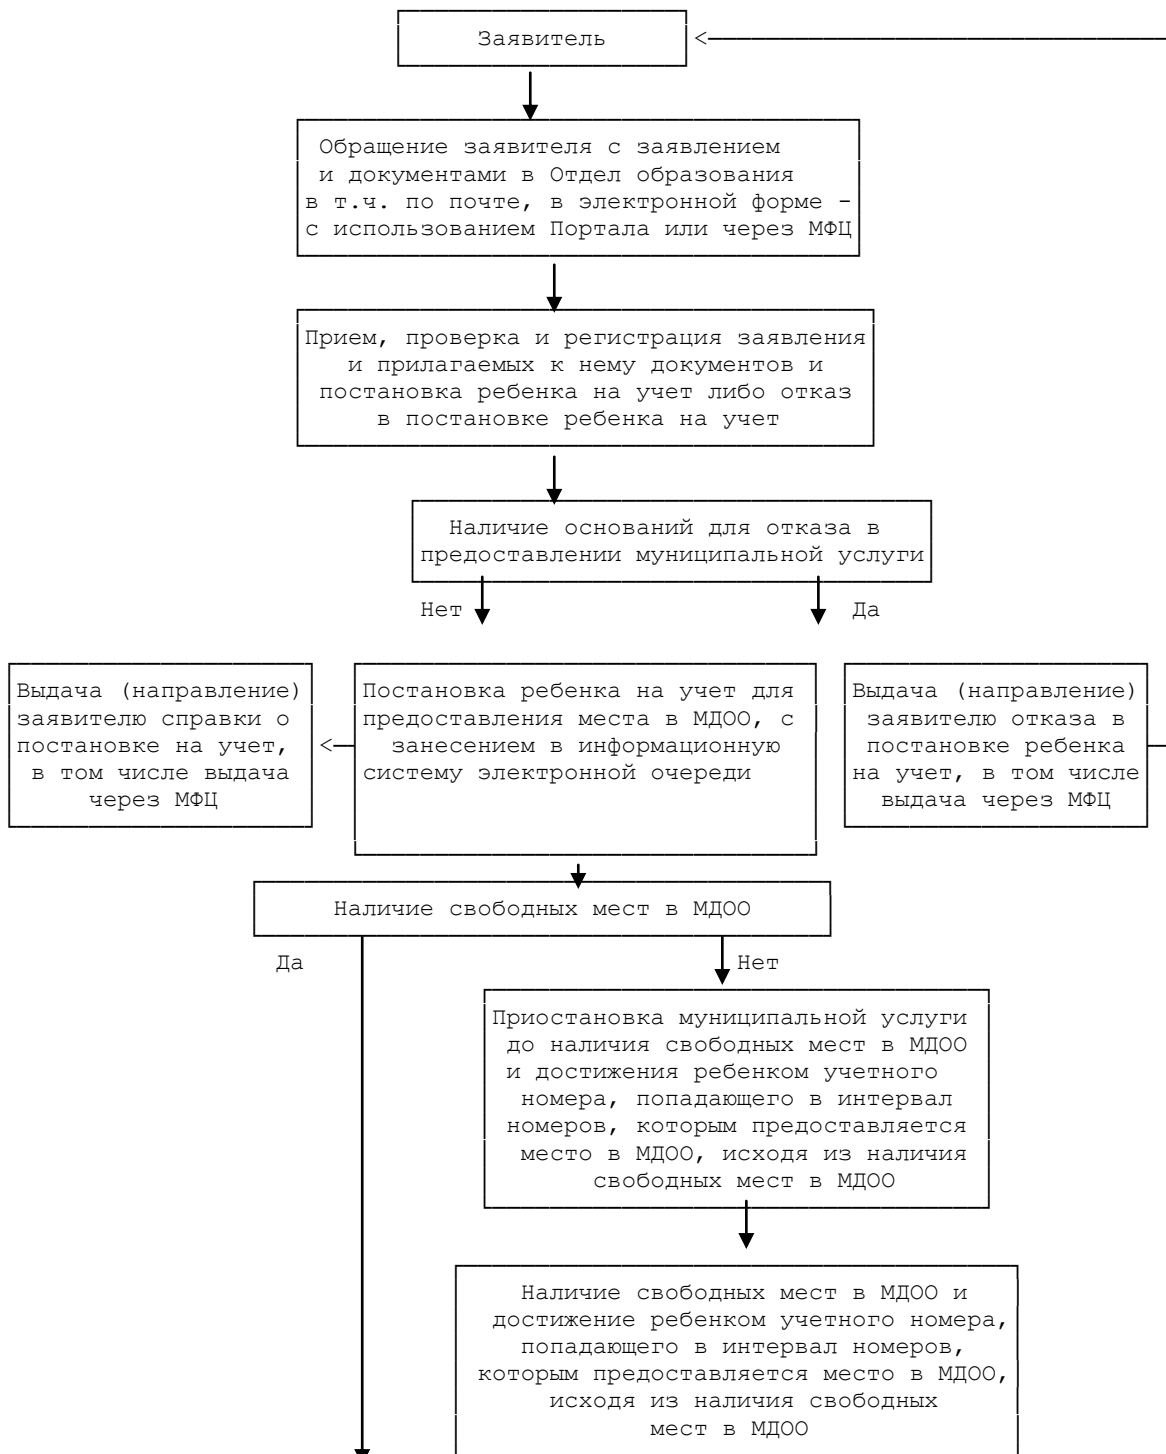 Заявитель
Обращение заявителя с заявлением
и документами в Отдел образования
в т.ч. по почте, в электронной форме -
с использованием Портала или через МФЦ
Прием, проверка и регистрация заявления
и прилагаемых к нему документов и
постановка ребенка на учет либо отказ
в постановке ребенка на учет
Наличие оснований для отказа в
предоставлении муниципальной услуги
Нет
Да
Выдача (направление)
заявителю справки о
постановке на учет,
в том числе выдача
через МФЦ
Постановка ребенка на учет для
предоставления места в МДОО, с
занесением в информационную
систему электронной очереди
Выдача (направление)
заявителю отказа в
постановке ребенка
на учет, в том числе
выдача через МФЦ
Наличие свободных мест в МДОО
Да
Нет
Приостановка муниципальной услуги
до наличия свободных мест в МДОО
и достижения ребенком учетного
номера, попадающего в интервал
номеров, которым предоставляется
место в МДОО, исходя из наличия
свободных мест в МДОО
Наличие свободных мест в МДОО и
достижение ребенком учетного номера,
попадающего в интервал номеров,
которым предоставляется место в МДОО,
исходя из наличия свободных
мест в МДОО